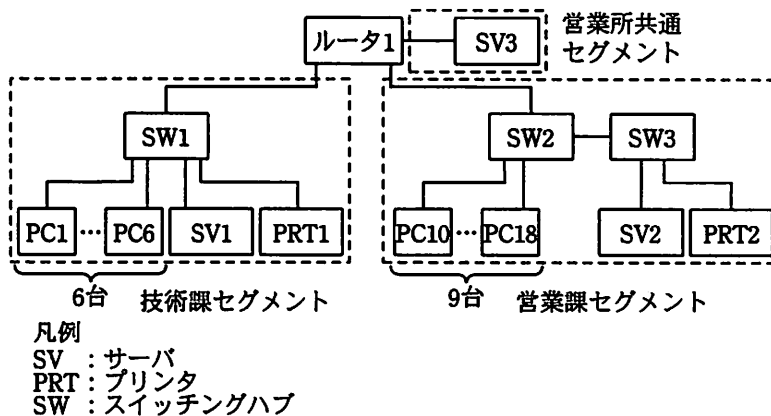 ルータ1
SV3
営業所共通
セグメント
SW1
SW2
SW3
PC1
…
PC6
SV1
PRT1
PC10
…
PC18
SV2
PRT2
6台
技術課セグメント
9台
営業課セグメント
凡例
SV :サーバ
PRT:プリンタ
SW :スイッチングハブ